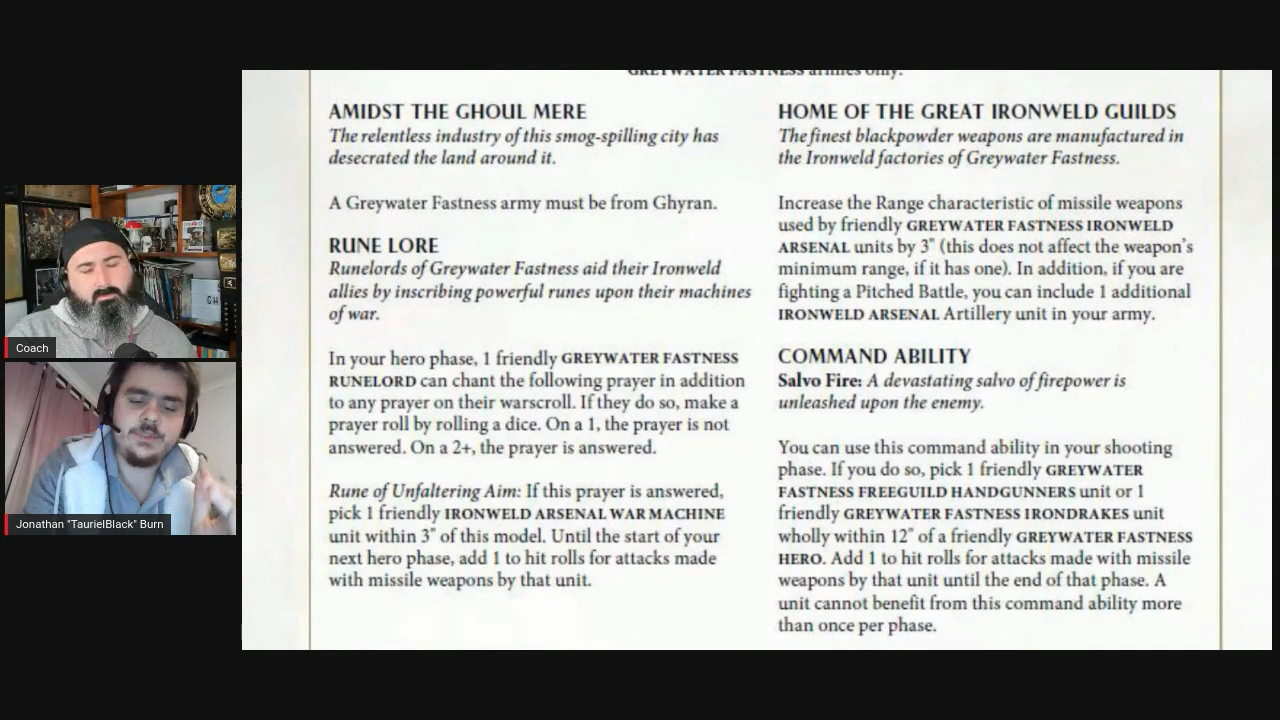 GREYWATER FASTNESS armies only.
AMIDST THE GHOUL MERE
The relentless industry of this smog-spilling city has
desecrated the land around it.
A Greywater Fastness army must be from Ghyran.
RUNE LORE
Runelords of Greywater Fastness aid their Ironweld
allies by inscribing powerful runes upon their machines
of war.
In your hero phase, 1 friendly GREYWATER FASTNESS
RUNELORD can chant the following prayer in addition
to any prayer on their warscroll. If they do so, make a
prayer roll by rolling a dice. On a 1, the prayer is not
answered. On a 2+, the prayer is answered.
Rune of Unfaltering Aim: If this prayer is answered,
pick 1 friendly IRONWELD ARSENAL WAR MACHINE
unit within 3" of this model. Until the start of your
next hero phase, add 1 to hit rolls for attacks made
with missile weapons by that unit.
HOME OF THE GREAT IRONWELD GUILDS
The finest blackpowder weapons are manufactured in
the Ironweld factories of Greywater Fastness.
Increase the Range characteristic of missile weapons
used by friendly GREYWATER FASTNESS IRONWELD
ARSENAL units by 3" (this does not affect the weapon's
minimum range, if it has one). In addition, if you are
fighting a Pitched Battle, you can include 1 additional
IRONWELD ARSENAL Artillery unit in your army.
COMMAND ABILITY
Salvo Fire: A devastating salvo of firepower is
unleashed upon the enemy.
You can use this command ability in your shooting
phase. If you do so, pick 1 friendly GREYWATER
FASTNESS FREEGUILD HANDGUNNERS unit or 1
friendly GREYWATER FASTNESS IRONDRAKES unit
wholly within 12" of a friendly GREYWATER FASTNESS
HERO. Add 1 to hit rolls for attacks made with missile
weapons by that unit until the end of that phase. A
unit cannot benefit from this command ability more
than once per phase.
Coach
Jonathan "TaurielBlack" Burn